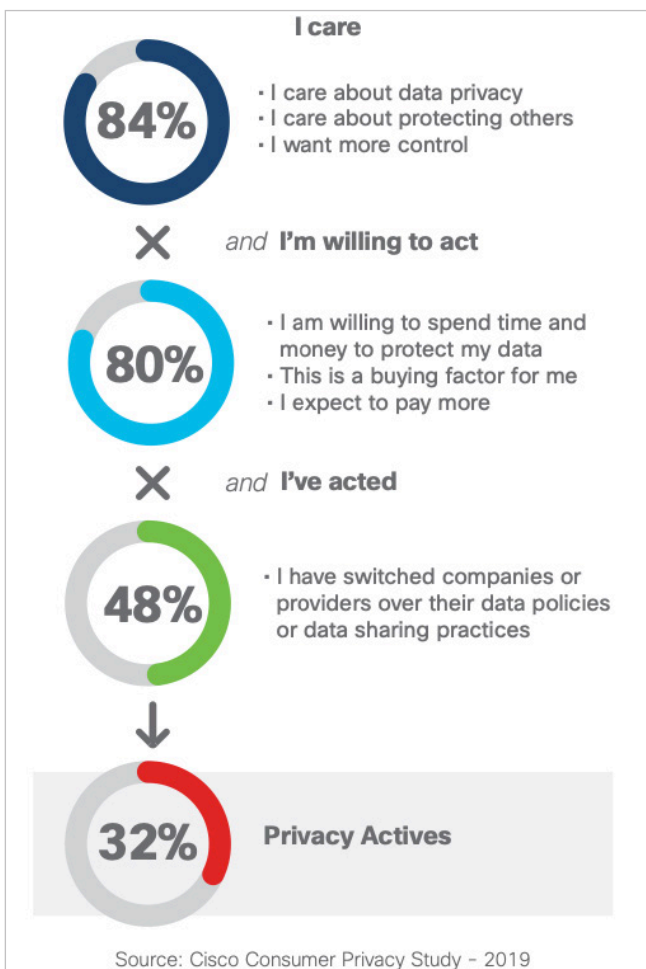 I care
84%
· I care about data privacy
· I care about protecting others
· I want more control
and I'm willing to act
80%
· I am willing to spend time and
money to protect my data
· This is a buying factor for me
· I expect to pay more
and I've acted
48%
· I have switched companies or
providers over their data policies
or data sharing practices
32%
Privacy Actives
Source: Cisco Consumer Privacy Study - 2019